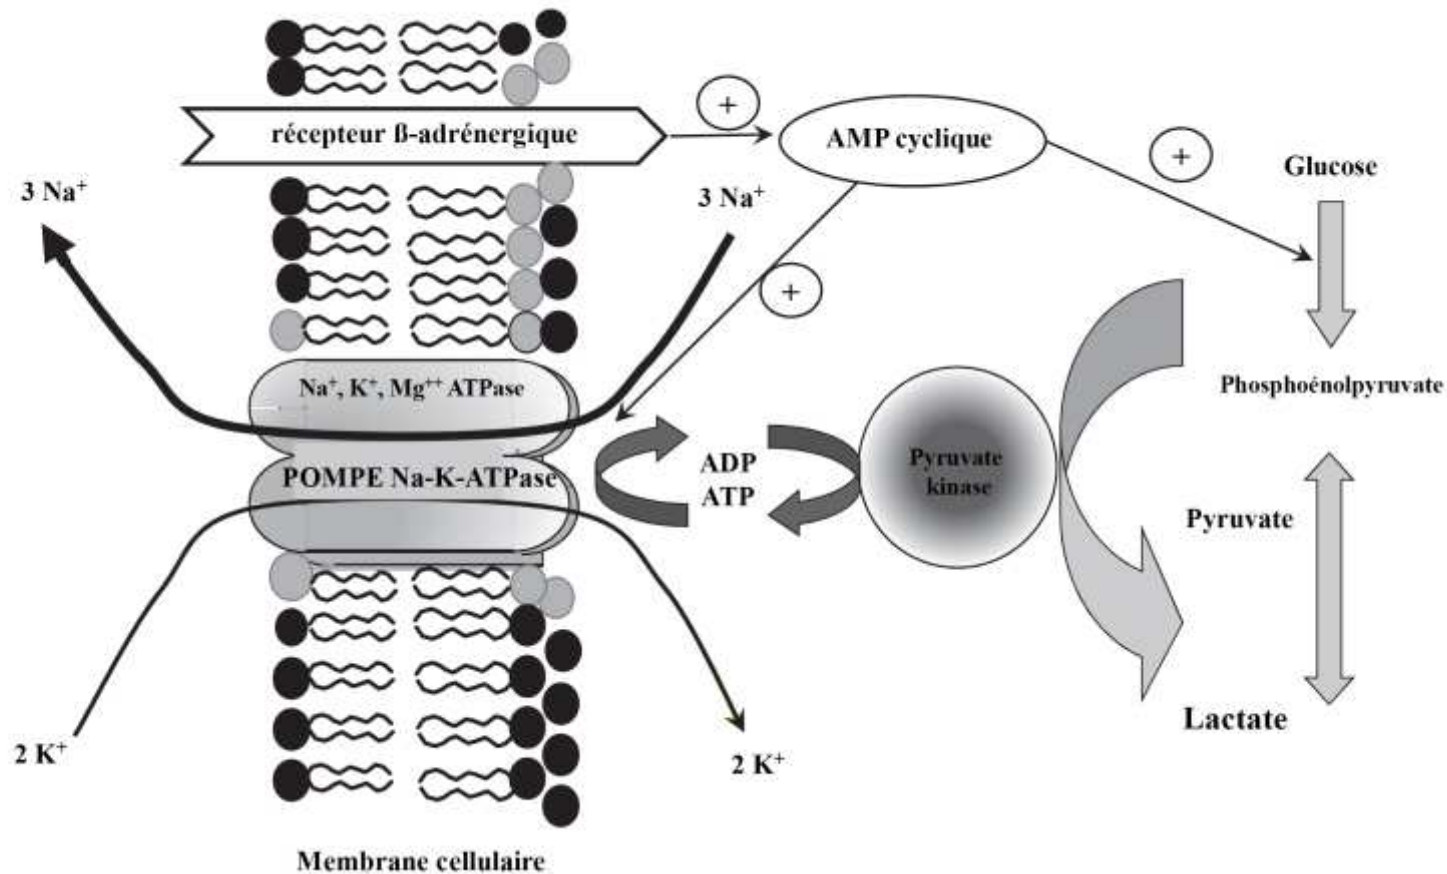 récepteur ß-adrénergique
+
AMP cyclique
+
Glucose
3 Na⁺
3 Na⁺
+
Na⁺, K⁺, Mg⁺⁺ ATPase
Phosphoénolpyruvate
POMPE Na-K-ATPase
ADP
ATP
Pyruvate
kinase
Pyruvate
Lactate
2 K⁺
2 K⁺
Membrane cellulaire